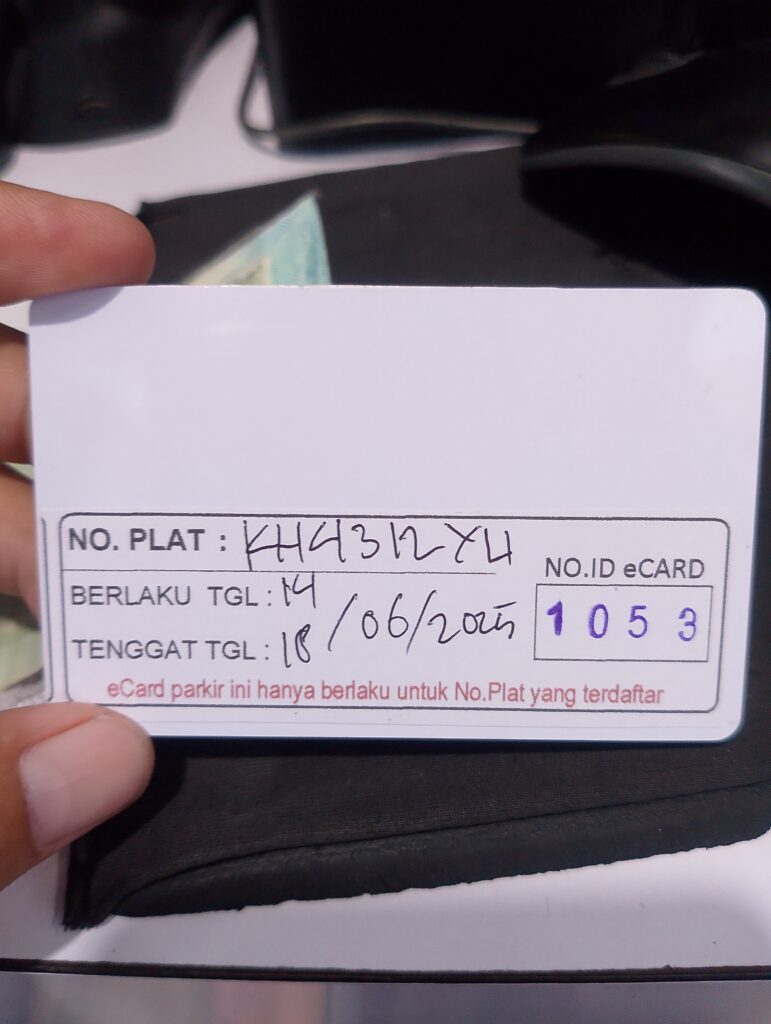 NO. PLAT : KH4312YH
BERLAKU TGL : 14
TENGGAT TGL : 18 /06/2025
NO.ID eCARD
1053
eCard parkir ini hanya berlaku untuk No.Plat yang terdaftar